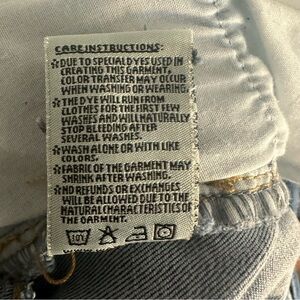 CARE INSTRUCTIONS:
☆DUE TO SPECIAL DYES USED IN
CREATING THIS GARMENT,
COLOR TRANSFER MAY OCCUR
WHEN WASHING OR WEARING.
☆THE DYE WILL RUN FROM
CLOTHES FOR THE FIRST FEW
WASHES AND WILL NATURALLY
STOP BLEEDING AFTER
SEVERAL WASHES.
☆WASH ALONE OR WITH LIKE
COLORS.
☆FABRIC OF THE GARMENT MAY
SHRINK AFTER WASHING.
☆NO REFUNDS OR EXCHANGES
WILL BE ALLOWED DUE TO THE
NATURAL CHARACTERISTICS OF
THE GARMENT.